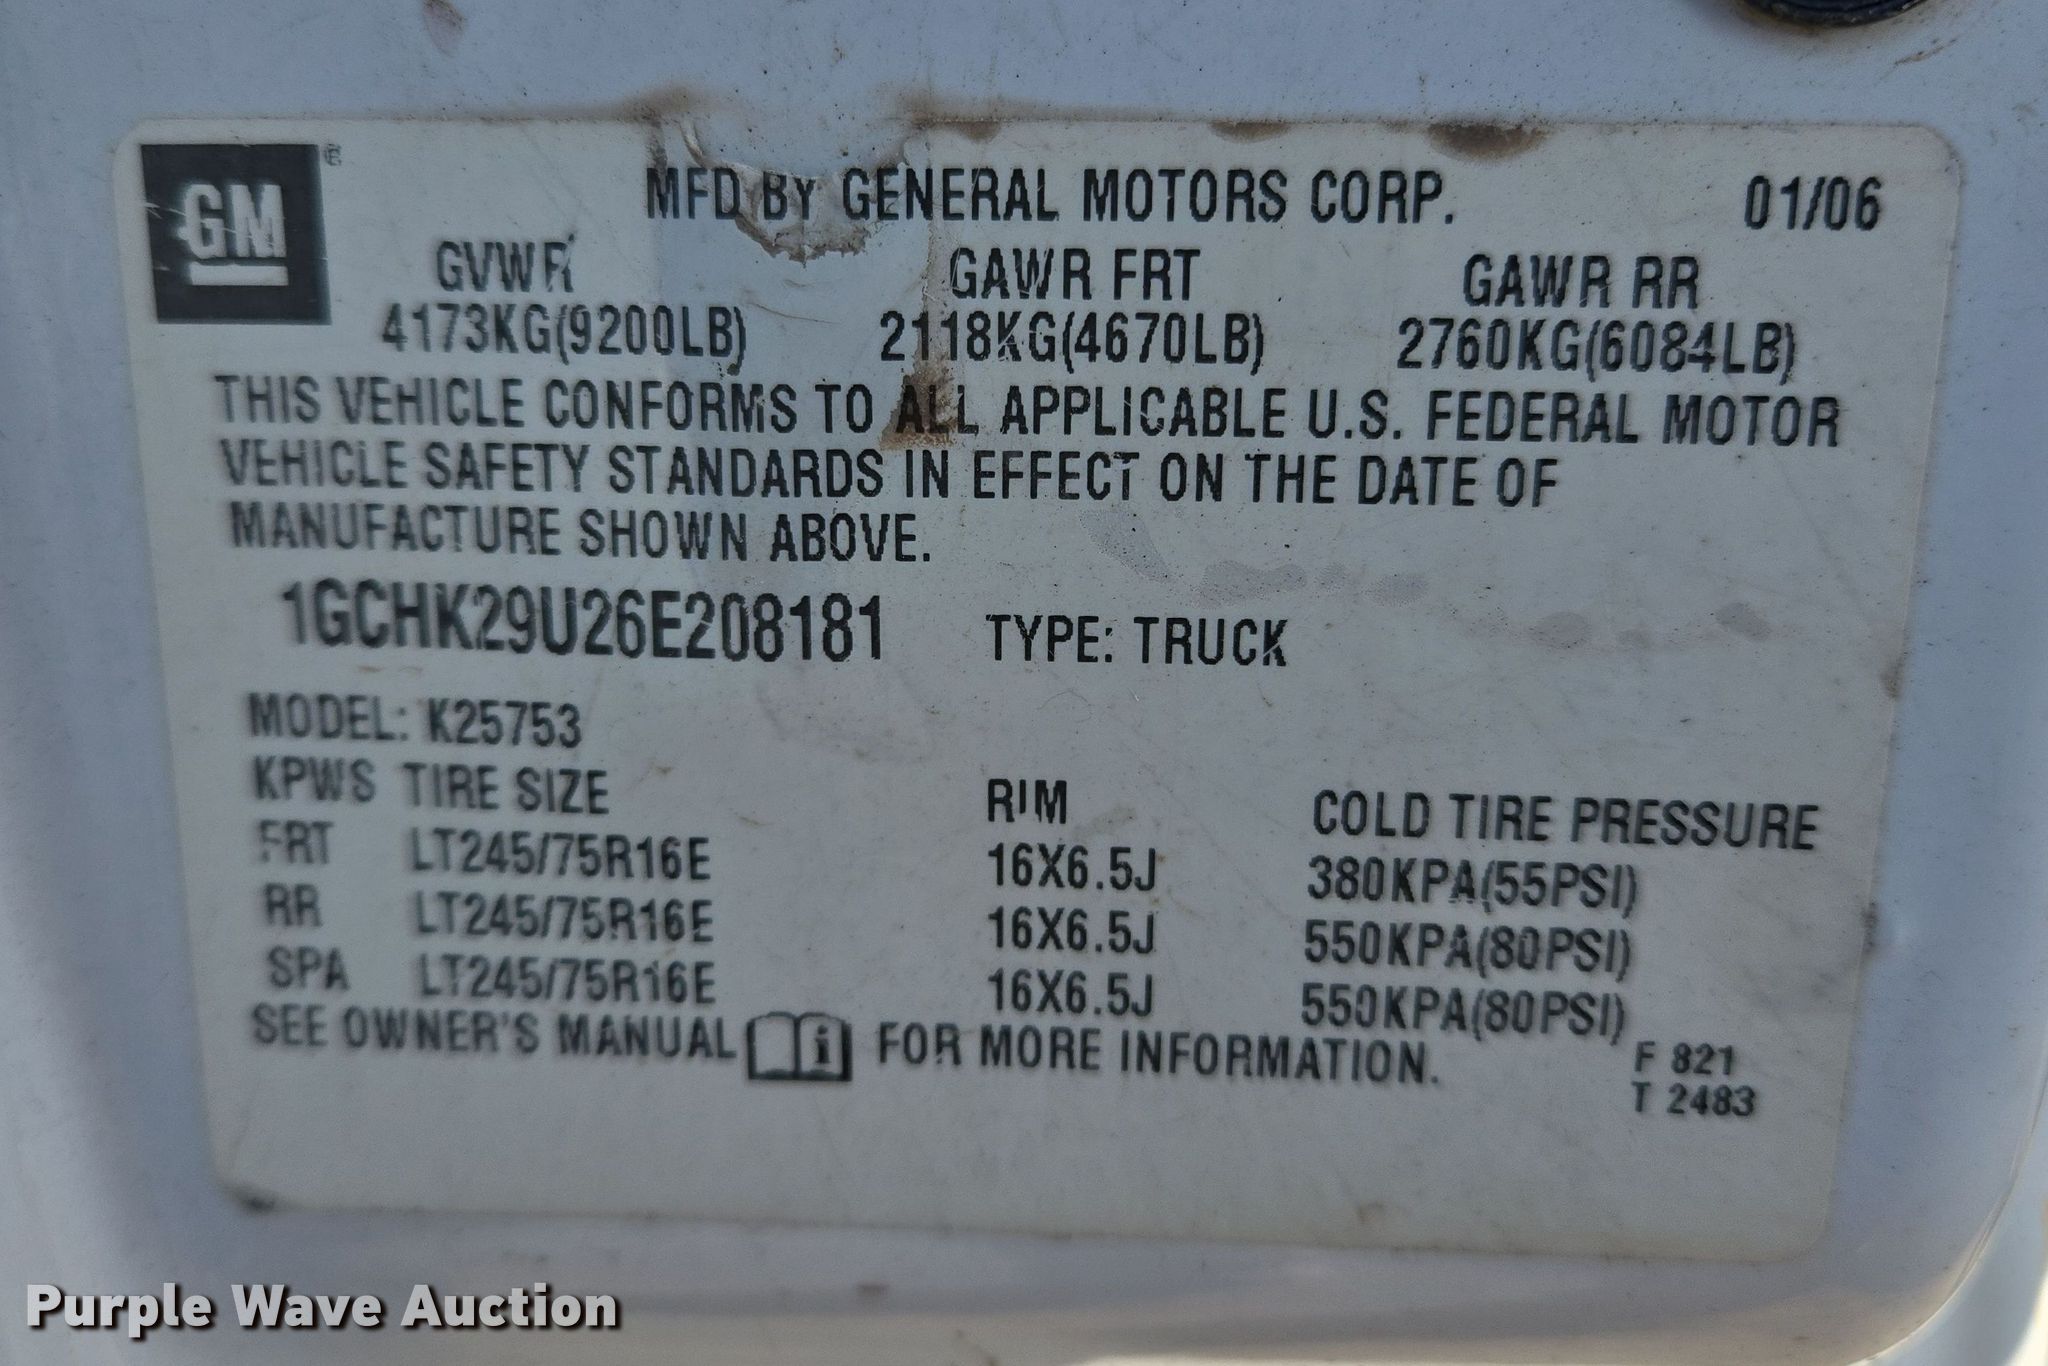 GM
MFD BY GENERAL MOTORS CORP. 01/06
GVWR GAWR FRT GAWR RR
4173KG(9200LB) 2118KG(4670LB) 2760KG(6084LB)
THIS VEHICLE CONFORMS TO ALL APPLICABLE U.S. FEDERAL MOTOR
VEHICLE SAFETY STANDARDS IN EFFECT ON THE DATE OF
MANUFACTURE SHOWN ABOVE.
1GCHK29U26E208181 TYPE: TRUCK
MODEL: K25753
KPWS TIRE SIZE RIM COLD TIRE PRESSURE
FRT LT245/75R16E 16X6.5J 380KPA(55PSI)
RR LT245/75R16E 16X6.5J 550KPA(80PSI)
SPA LT245/75R16E 16X6.5J 550KPA(80PSI)
SEE OWNER'S MANUAL FOR MORE INFORMATION.
F 821
T 2483
Purple Wave Auction